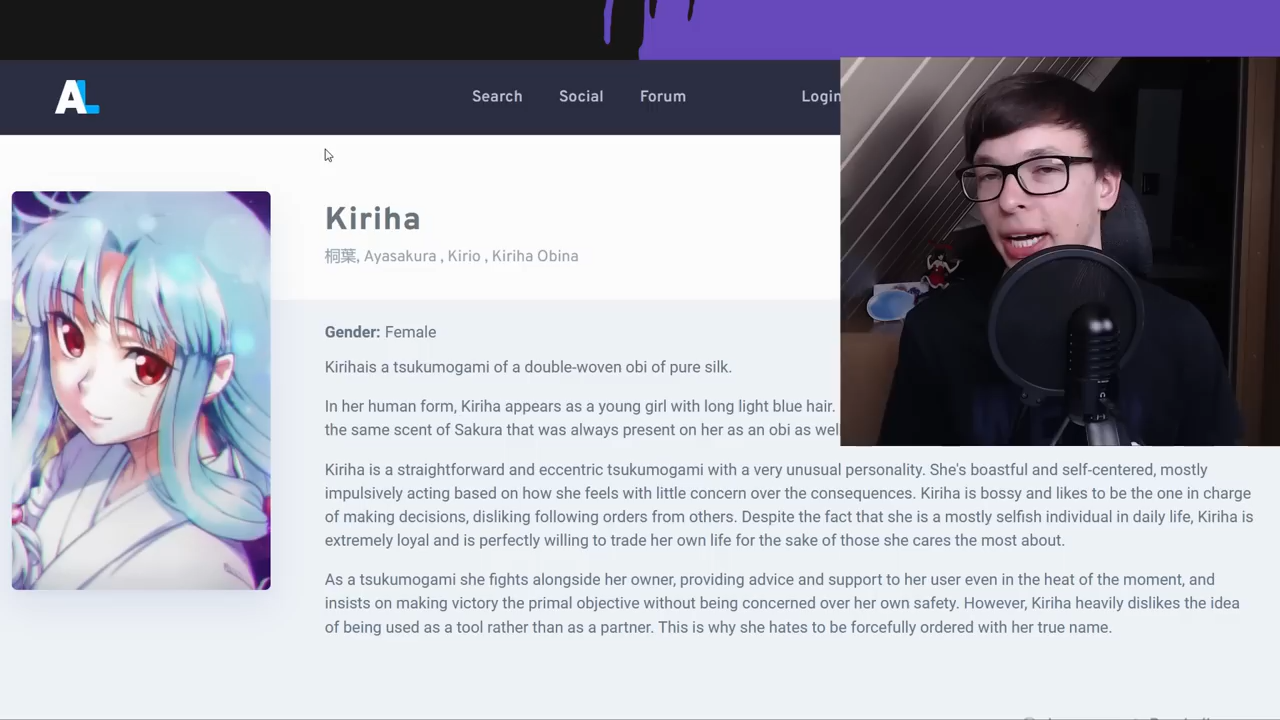 AL
Search Social Forum Login
Kiriha
桐葉, Ayasakura , Kirio , Kiriha Obina
Gender: Female
Kirihais a tsukumogami of a double-woven obi of pure silk.
In her human form, Kiriha appears as a young girl with long light blue hair.
the same scent of Sakura that was always present on her as an obi as
Kiriha is a straightforward and eccentric tsukumogami with a very unusual personality. She's boastful and self-centered, mostly
impulsively acting based on how she feels with little concern over the consequences. Kiriha is bossy and likes to be the one in charge
of making decisions, disliking following orders from others. Despite the fact that she is a mostly selfish individual in daily life, Kiriha is
extremely loyal and is perfectly willing to trade her own life for the sake of those she cares the most about.
As a tsukumogami she fights alongside her owner, providing advice and support to her user even in the heat of the moment, and
insists on making victory the primal objective without being concerned over her own safety. However, Kiriha heavily dislikes the idea
of being used as a tool rather than as a partner. This is why she hates to be forcefully ordered with her true name.